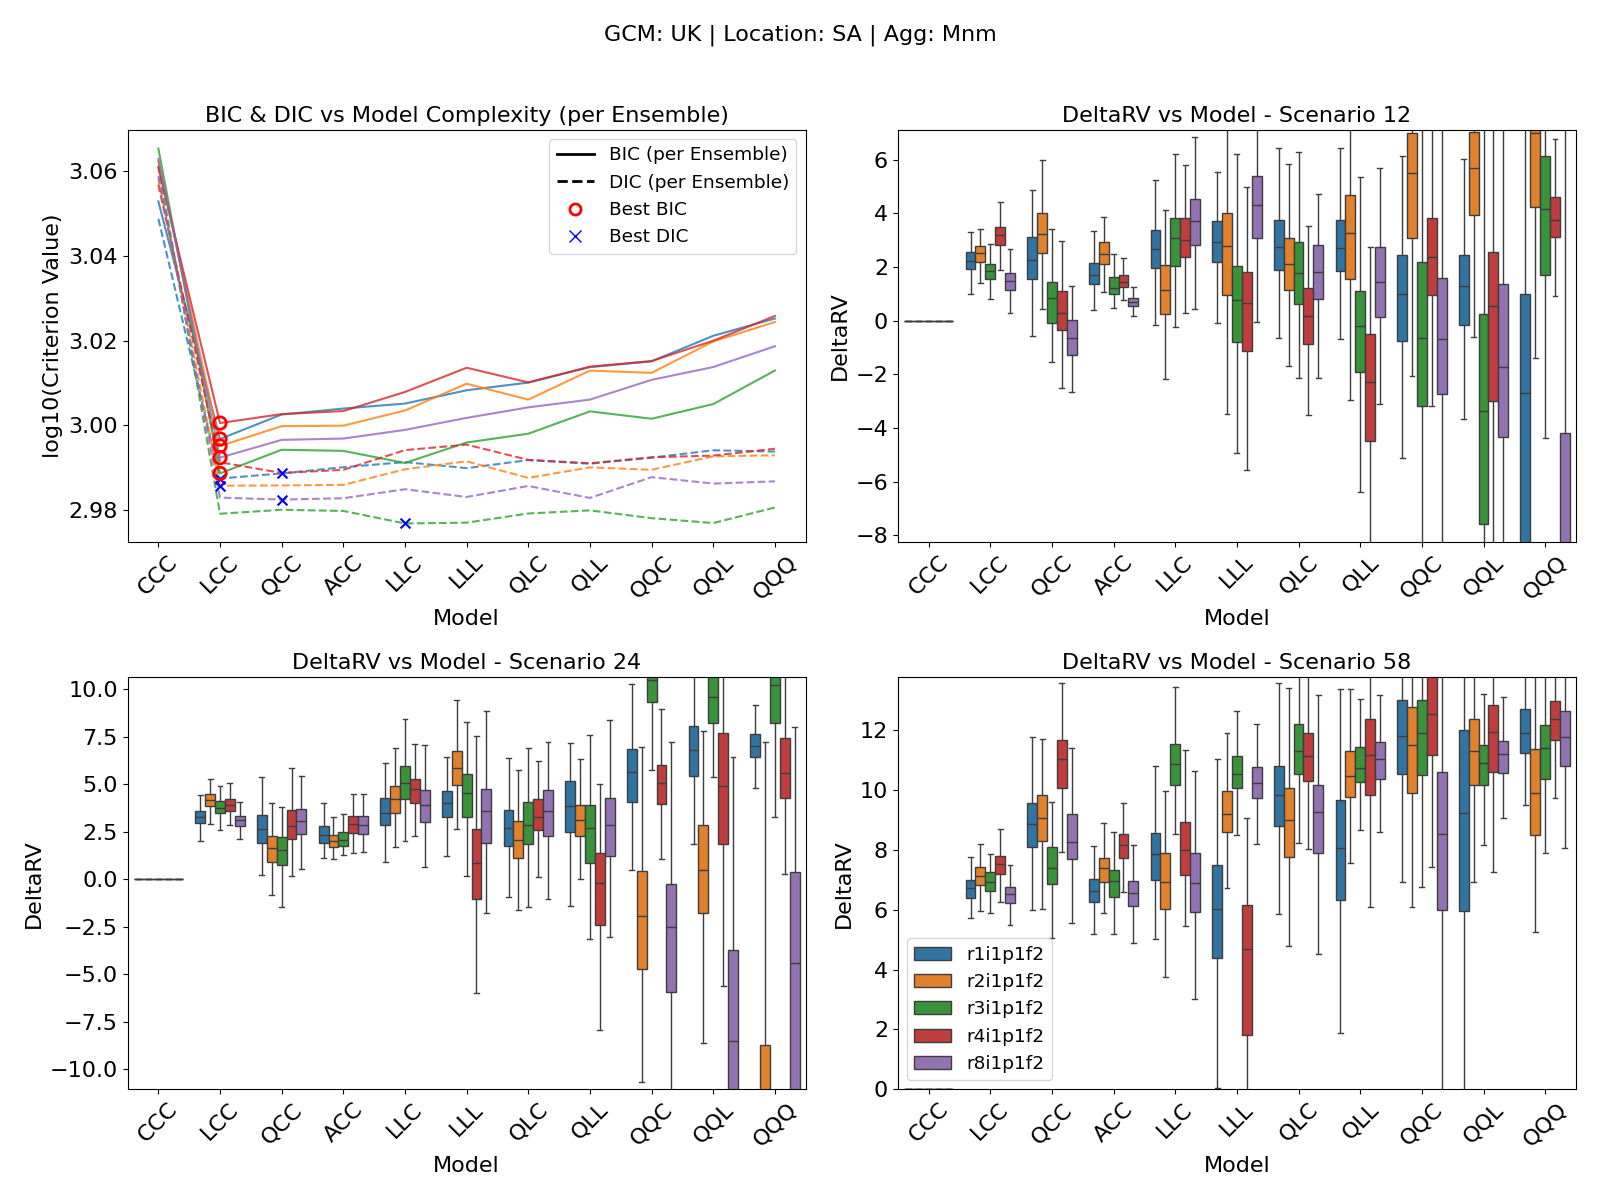 GCM: UK | Location: SA | Agg: Mnm
BIC & DIC vs Model Complexity (per Ensemble)
log10(Criterion Value)
3.06
3.04
3.02
3.00
2.98
BIC (per Ensemble)
DIC (per Ensemble)
Best BIC
Best DIC
CCC LCC QCC ACC LLC LLL QLC QLL QQC QQL QQQ
Model
DeltaRV vs Model - Scenario 12
DeltaRV
6
4
2
0
−2
−4
−6
−8
CCC LCC QCC ACC LLC LLL QLC QLL QQC QQL QQQ
Model
DeltaRV vs Model - Scenario 24
DeltaRV
10.0
7.5
5.0
2.5
0.0
−2.5
−5.0
−7.5
−10.0
CCC LCC QCC ACC LLC LLL QLC QLL QQC QQL QQQ
Model
DeltaRV vs Model - Scenario 58
DeltaRV
12
10
8
6
4
2
0
r1i1p1f2
r2i1p1f2
r3i1p1f2
r4i1p1f2
r8i1p1f2
CCC LCC QCC ACC LLC LLL QLC QLL QQC QQL QQQ
Model